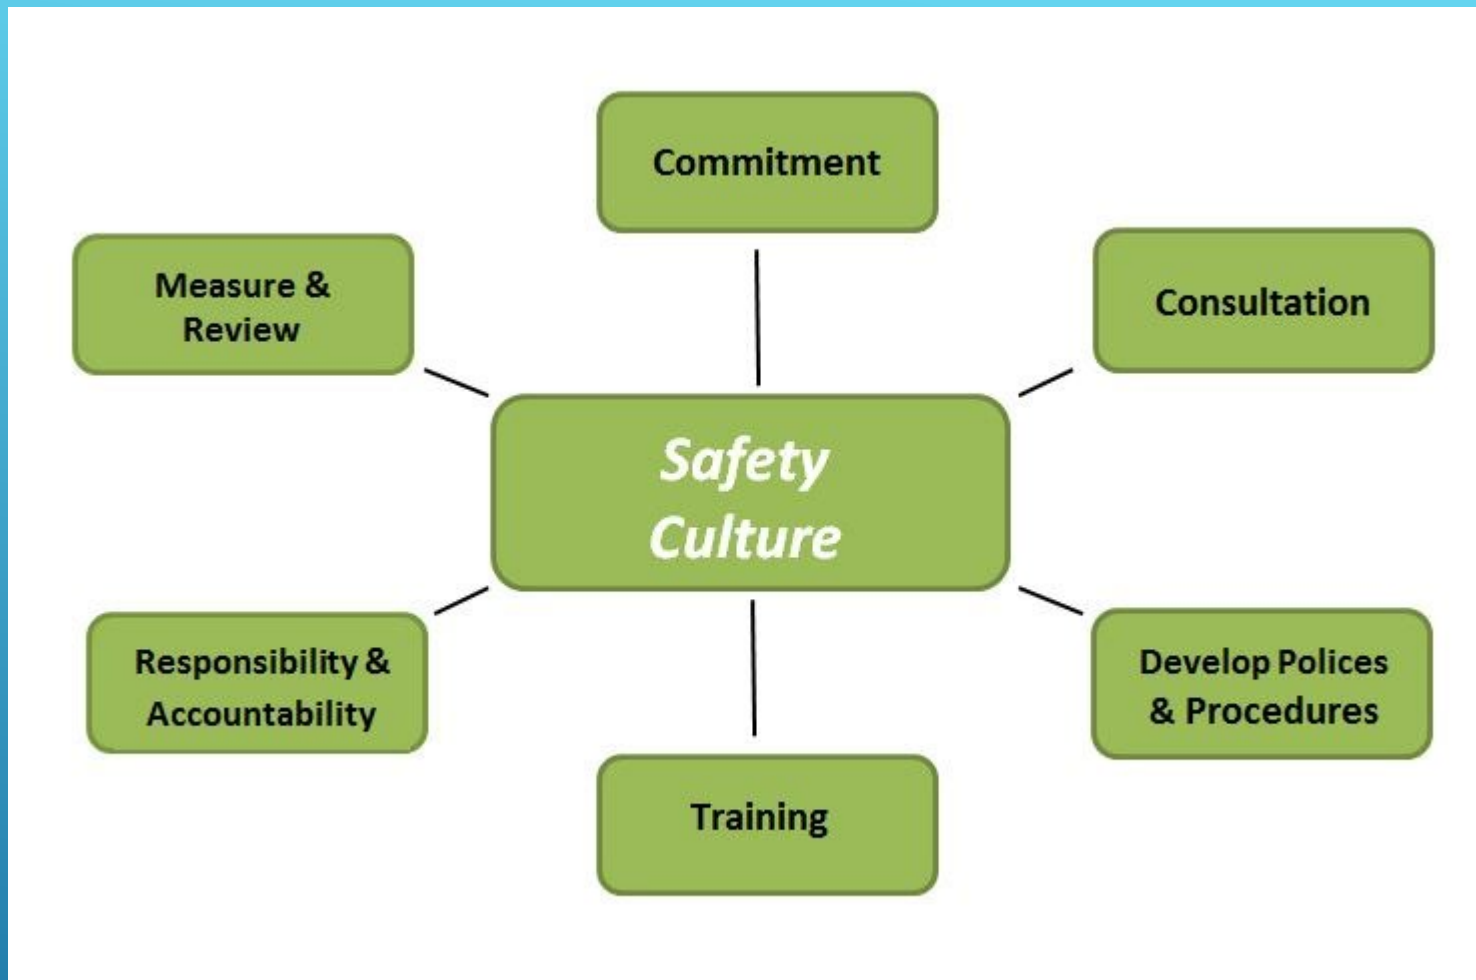 Commitment
Consultation
Measure &
Review
Safety
Culture
Responsibility &
Accountability
Develop Polices
& Procedures
Training